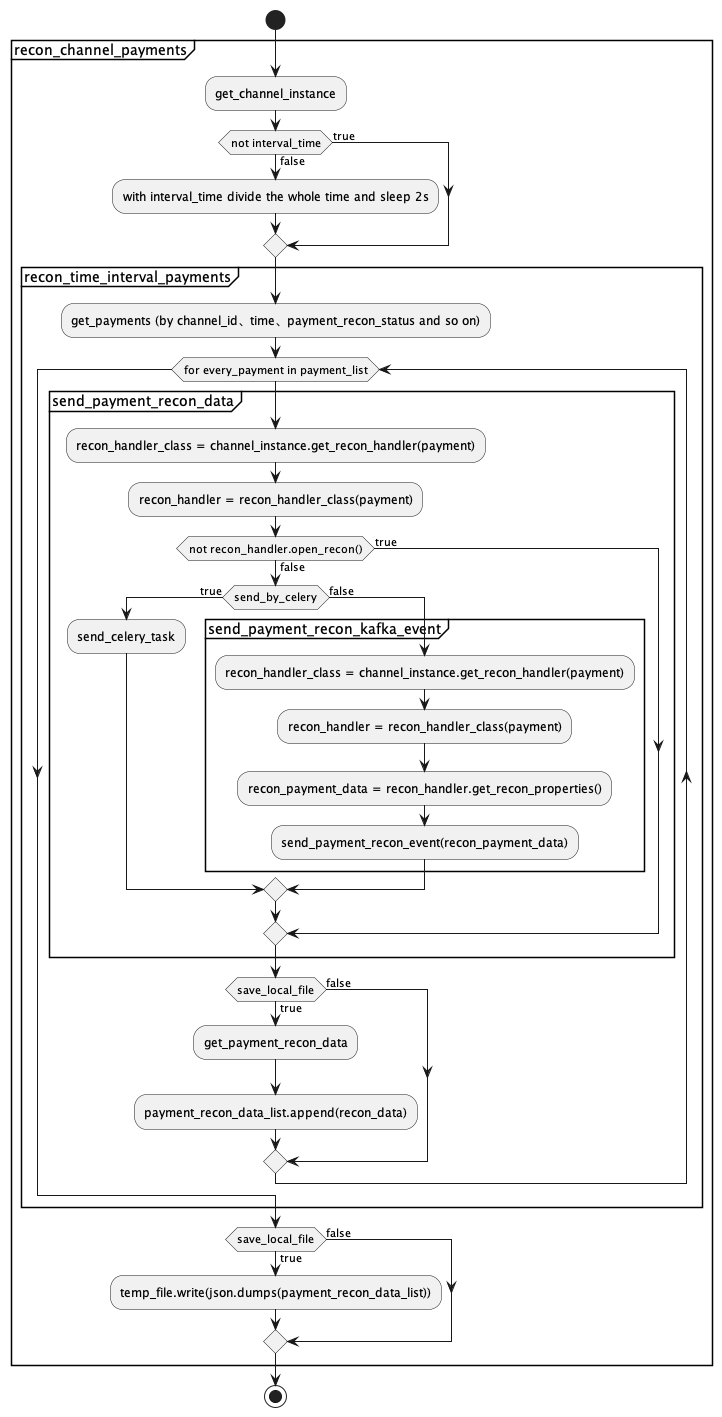 recon_channel_payments
get_channel_instance
not interval_time
true
false
with interval_time divide the whole time and sleep 2s
recon_time_interval_payments
get_payments (by channel_id、time、payment_recon_status and so on)
for every_payment in payment_list
send_payment_recon_data
recon_handler_class = channel_instance.get_recon_handler(payment)
recon_handler = recon_handler_class(payment)
not recon_handler.open_recon()
true
false
true
send_by_celery
false
send_celery_task
send_payment_recon_kafka_event
recon_handler_class = channel_instance.get_recon_handler(payment)
recon_handler = recon_handler_class(payment)
recon_payment_data = recon_handler.get_recon_properties()
send_payment_recon_event(recon_payment_data)
save_local_file
false
true
get_payment_recon_data
payment_recon_data_list.append(recon_data)
save_local_file
false
true
temp_file.write(json.dumps(payment_recon_data_list))